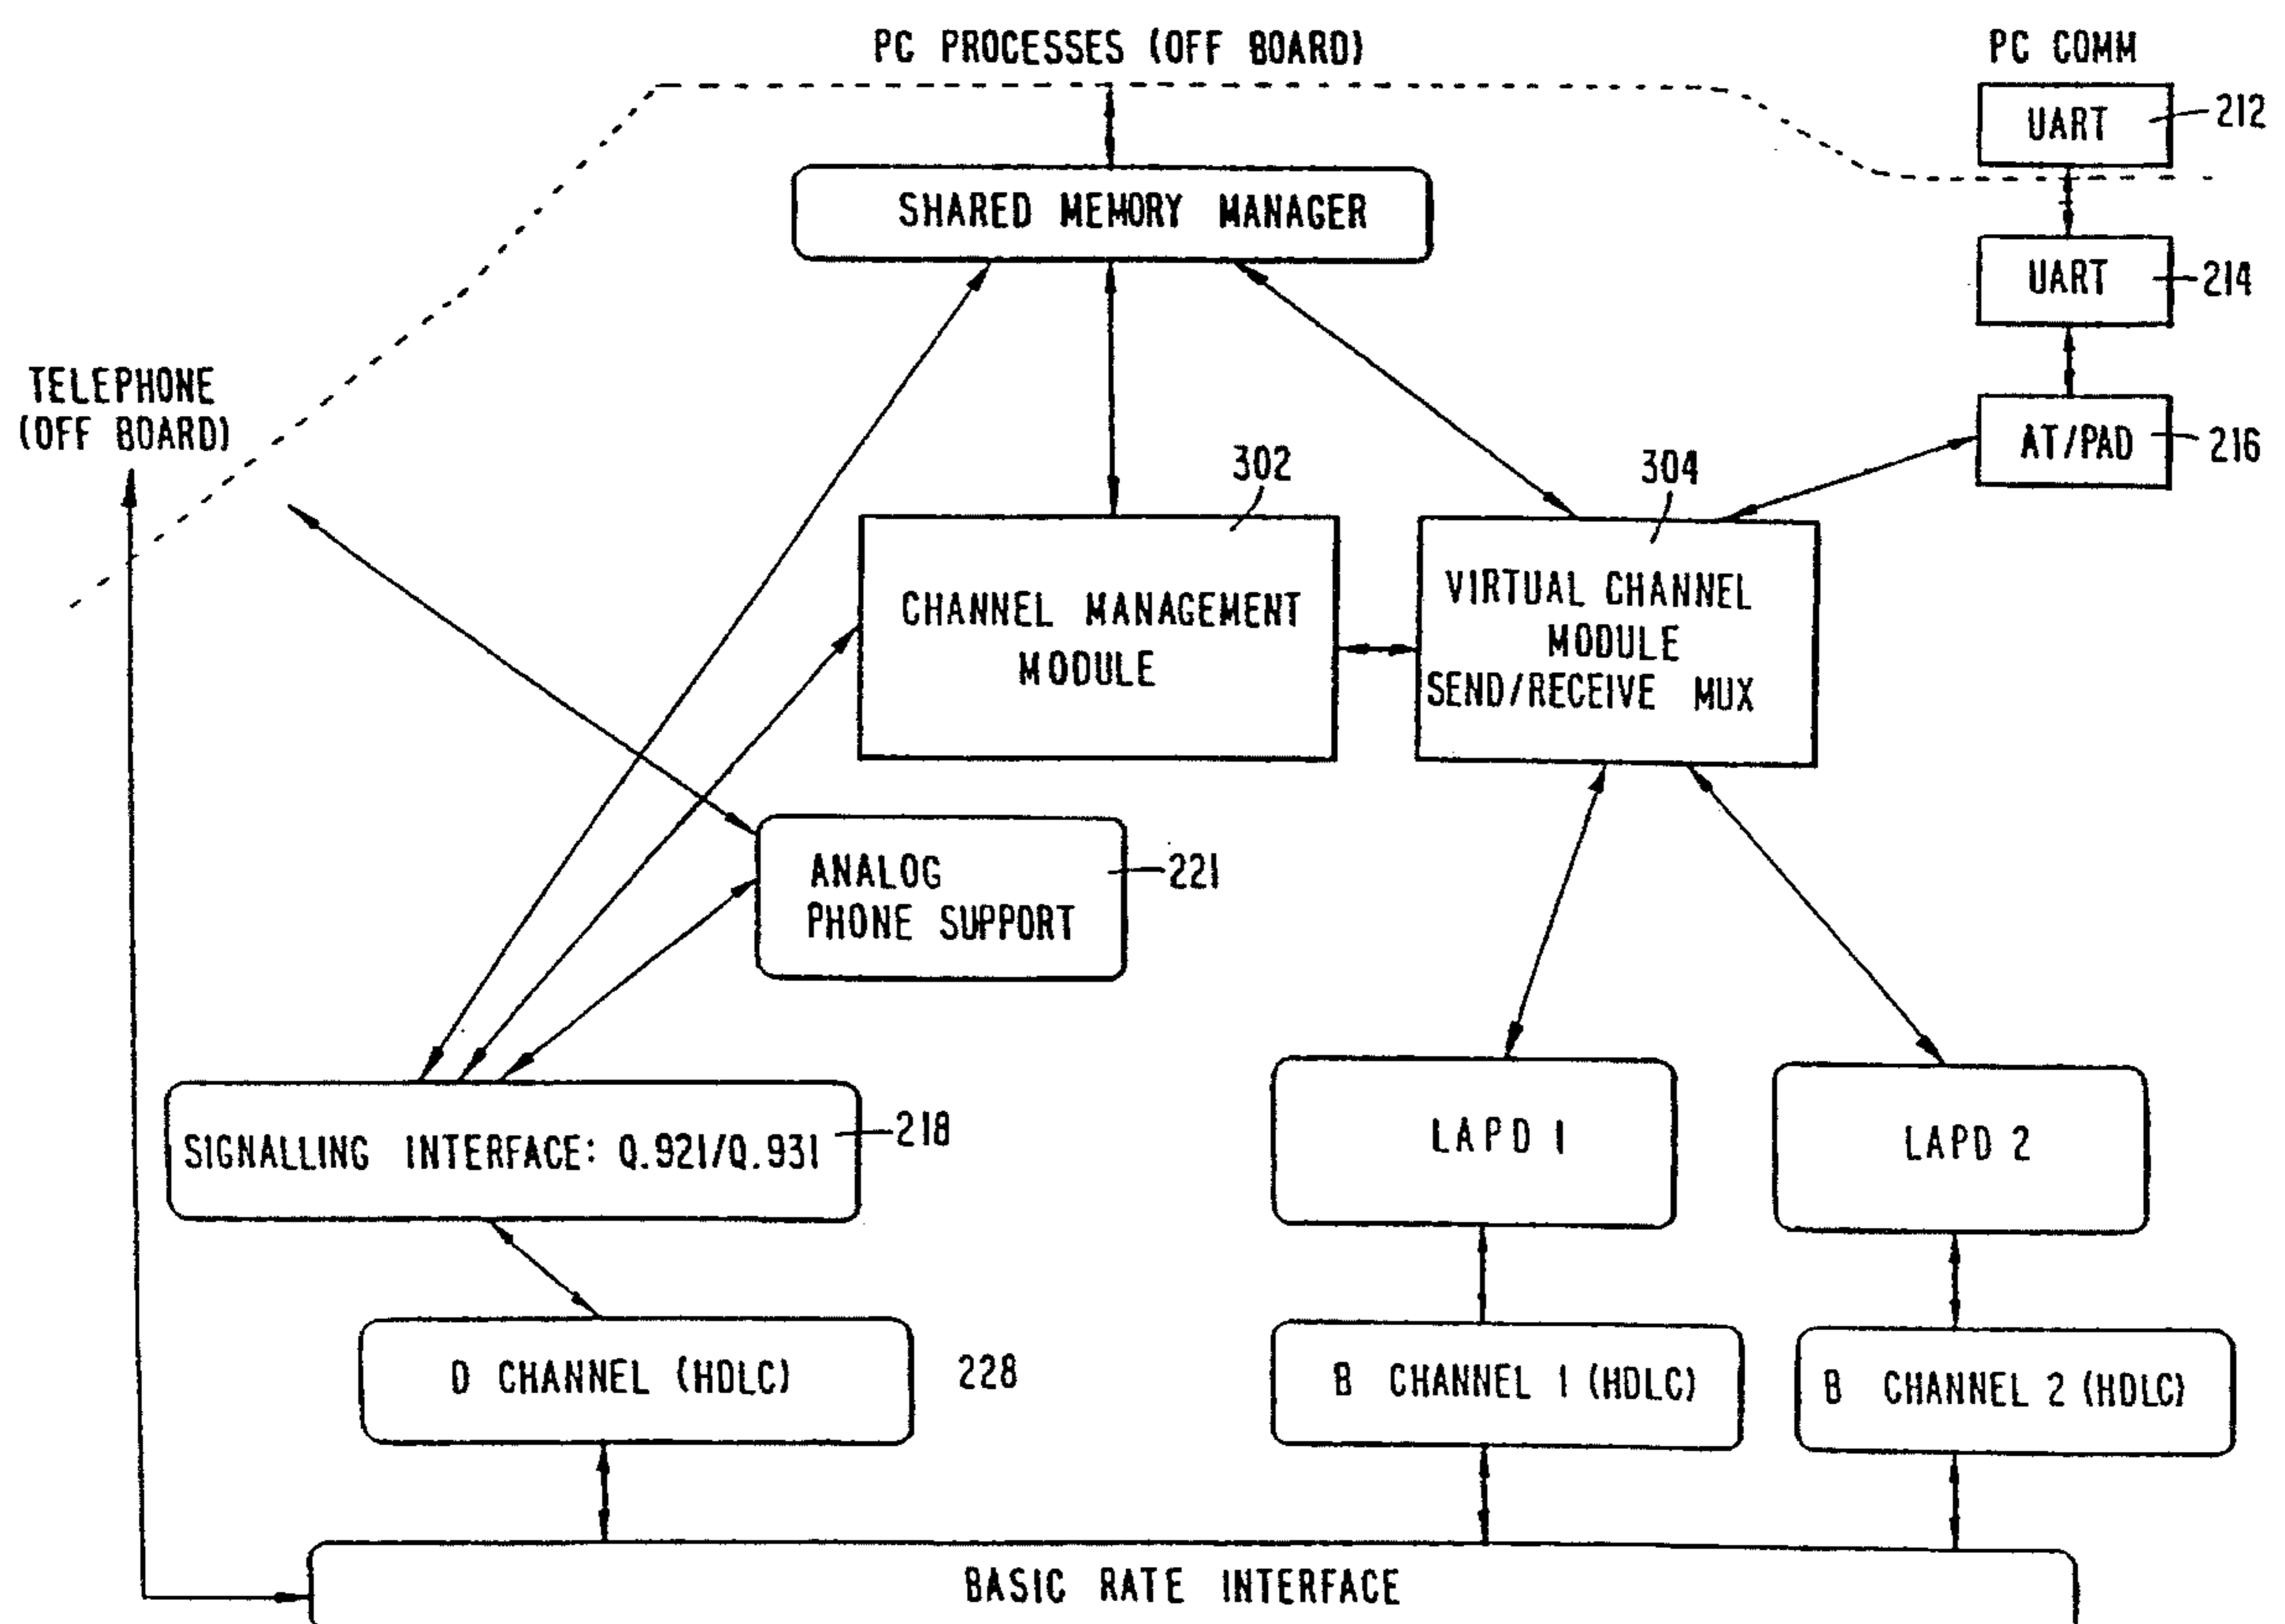 PC PROCESSES (OFF BOARD)
PC COMM
UART
212
SHARED MEMORY MANAGER
UART
214
TELEPHONE
(OFF BOARD)
AT/PAD
216
302
304
CHANNEL MANAGEMENT
MODULE
VIRTUAL CHANNEL
MODULE
SEND/RECEIVE MUX
ANALOG
PHONE SUPPORT
221
SIGNALLING INTERFACE: Q.921/Q.931
218
LAPD 1
LAPD 2
D CHANNEL (HDLC)
228
B CHANNEL 1 (HDLC)
B CHANNEL 2 (HDLC)
BASIC RATE INTERFACE